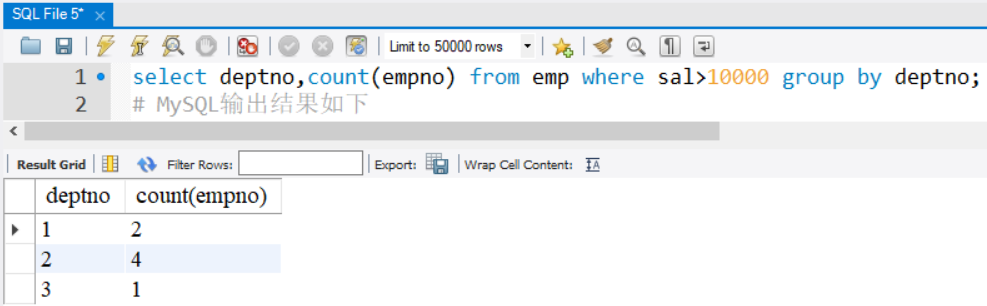 SQL File 5* ×
Limit to 50000 rows
1 select deptno,count(empno) from emp where sal>10000 group by deptno;
2 # MySQL输出结果如下
Result Grid Filter Rows: Export: Wrap Cell Content: IA
deptno count(empno)
1 2
2 4
3 1